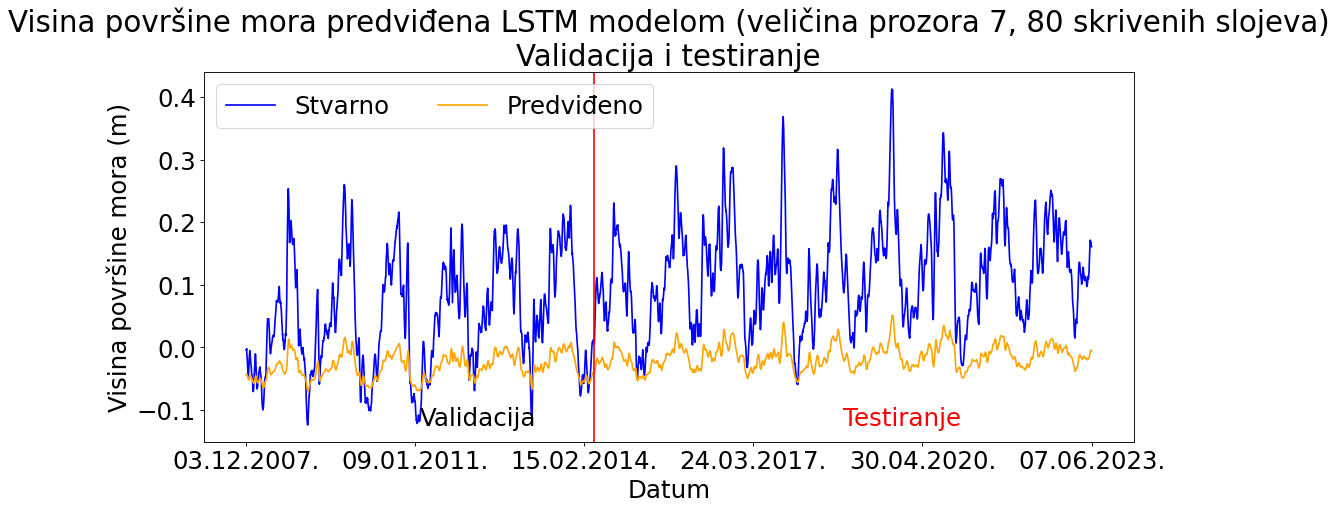 Visina površine mora predviđena LSTM modelom (veličina prozora 7, 80 skrivenih slojeva)
Validacija i testiranje
Stvarno
Predviđeno
Visina površine mora (m)
0.4
0.3
0.2
0.1
0.0
−0.1
Validacija
Testiranje
03.12.2007.
09.01.2011.
15.02.2014.
24.03.2017.
30.04.2020.
07.06.2023.
Datum